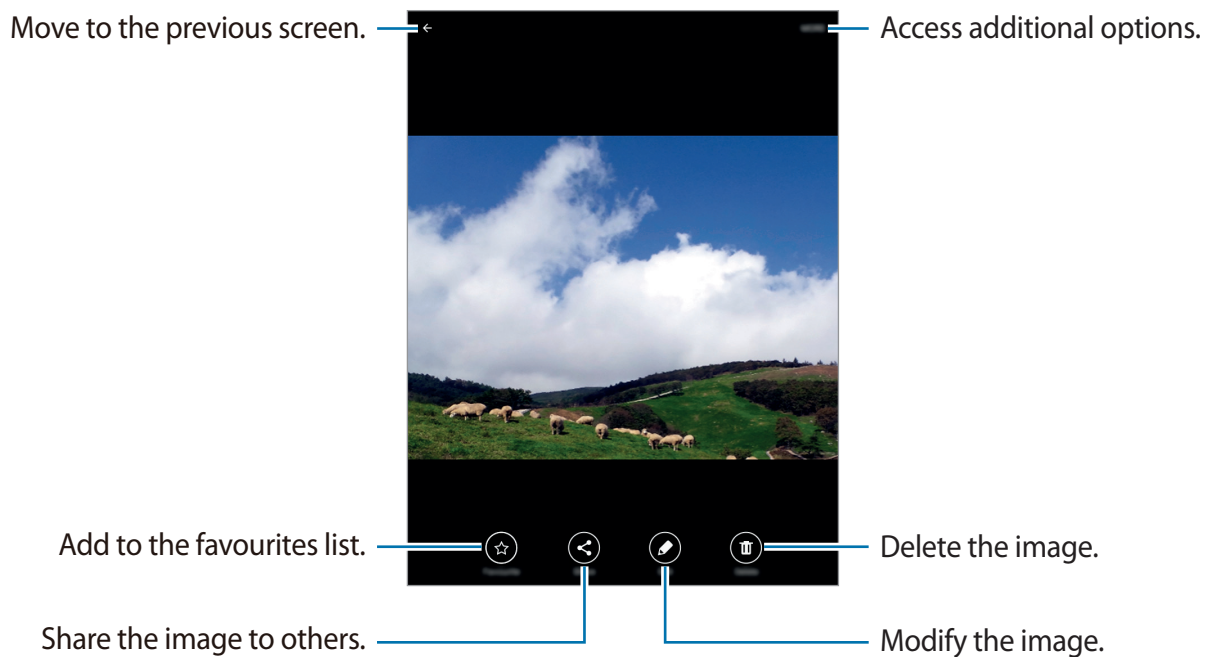 Move to the previous screen.
Access additional options.
Add to the favourites list.
Delete the image.
Share the image to others.
Modify the image.